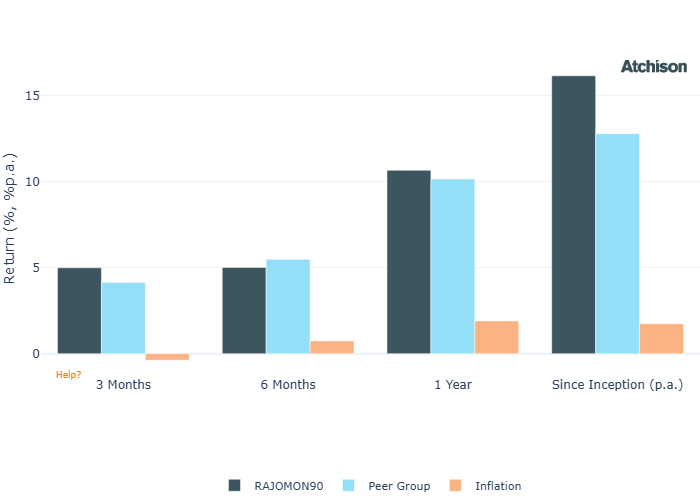 Atchison
Return (%, %p.a.)
15
10
5
0
Help?
3 Months
6 Months
1 Year
Since Inception (p.a.)
RAJOMON90
Peer Group
Inflation